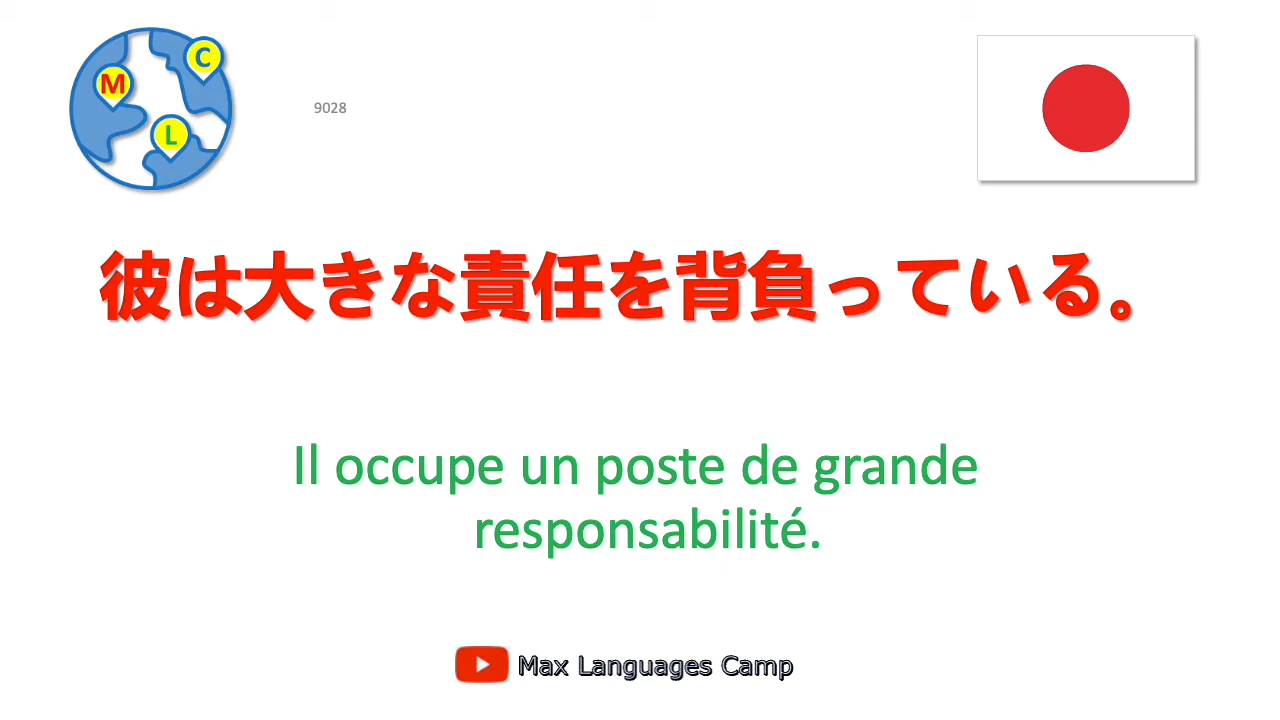 C
M
L
9028
彼は大きな責任を背負っている。
Il occupe un poste de grande
responsabilité.
Max Languages Camp